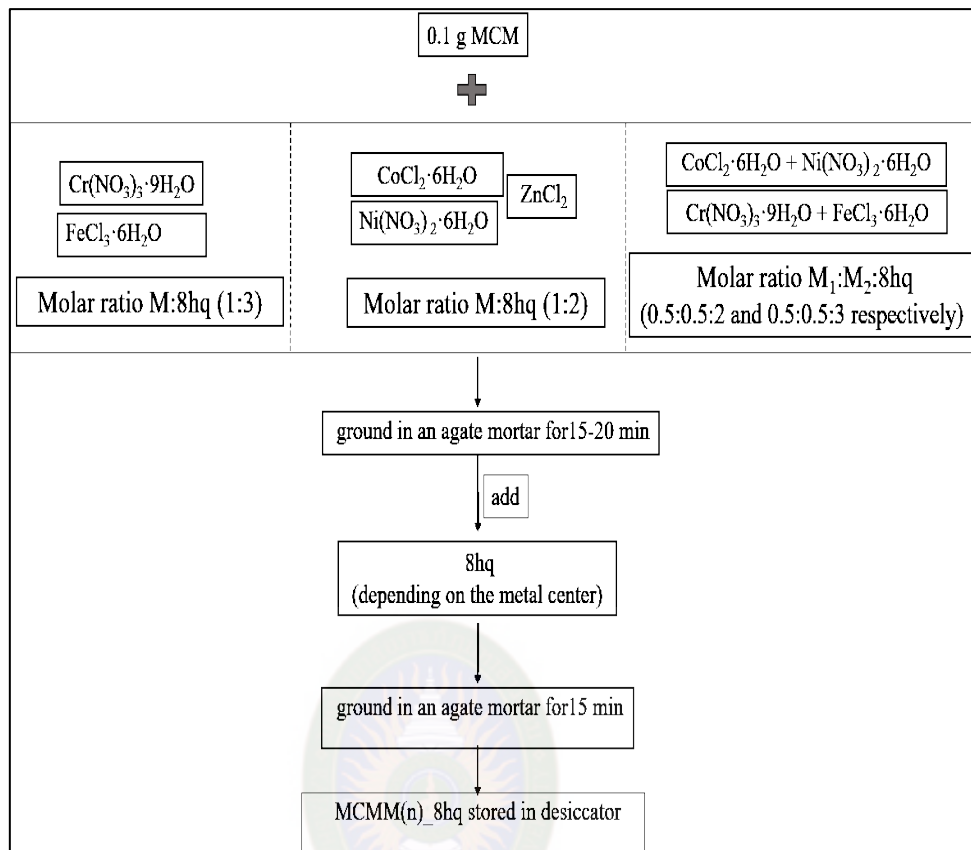 0.1 g MCM
Cr(NO₃)₃·9H₂O
FeCl₃·6H₂O
Molar ratio M:8hq (1:3)
CoCl₂·6H₂O
ZnCl₂
Ni(NO₃)₂·6H₂O
Molar ratio M:8hq (1:2)
CoCl₂·6H₂O + Ni(NO₃)₂·6H₂O
Cr(NO₃)₃·9H₂O + FeCl₃·6H₂O
Molar ratio M₁:M₂:8hq
(0.5:0.5:2 and 0.5:0.5:3 respectively)
ground in an agate mortar for15-20 min
add
8hq
(depending on the metal center)
ground in an agate mortar for15 min
MCMM(n)_8hq stored in desiccator